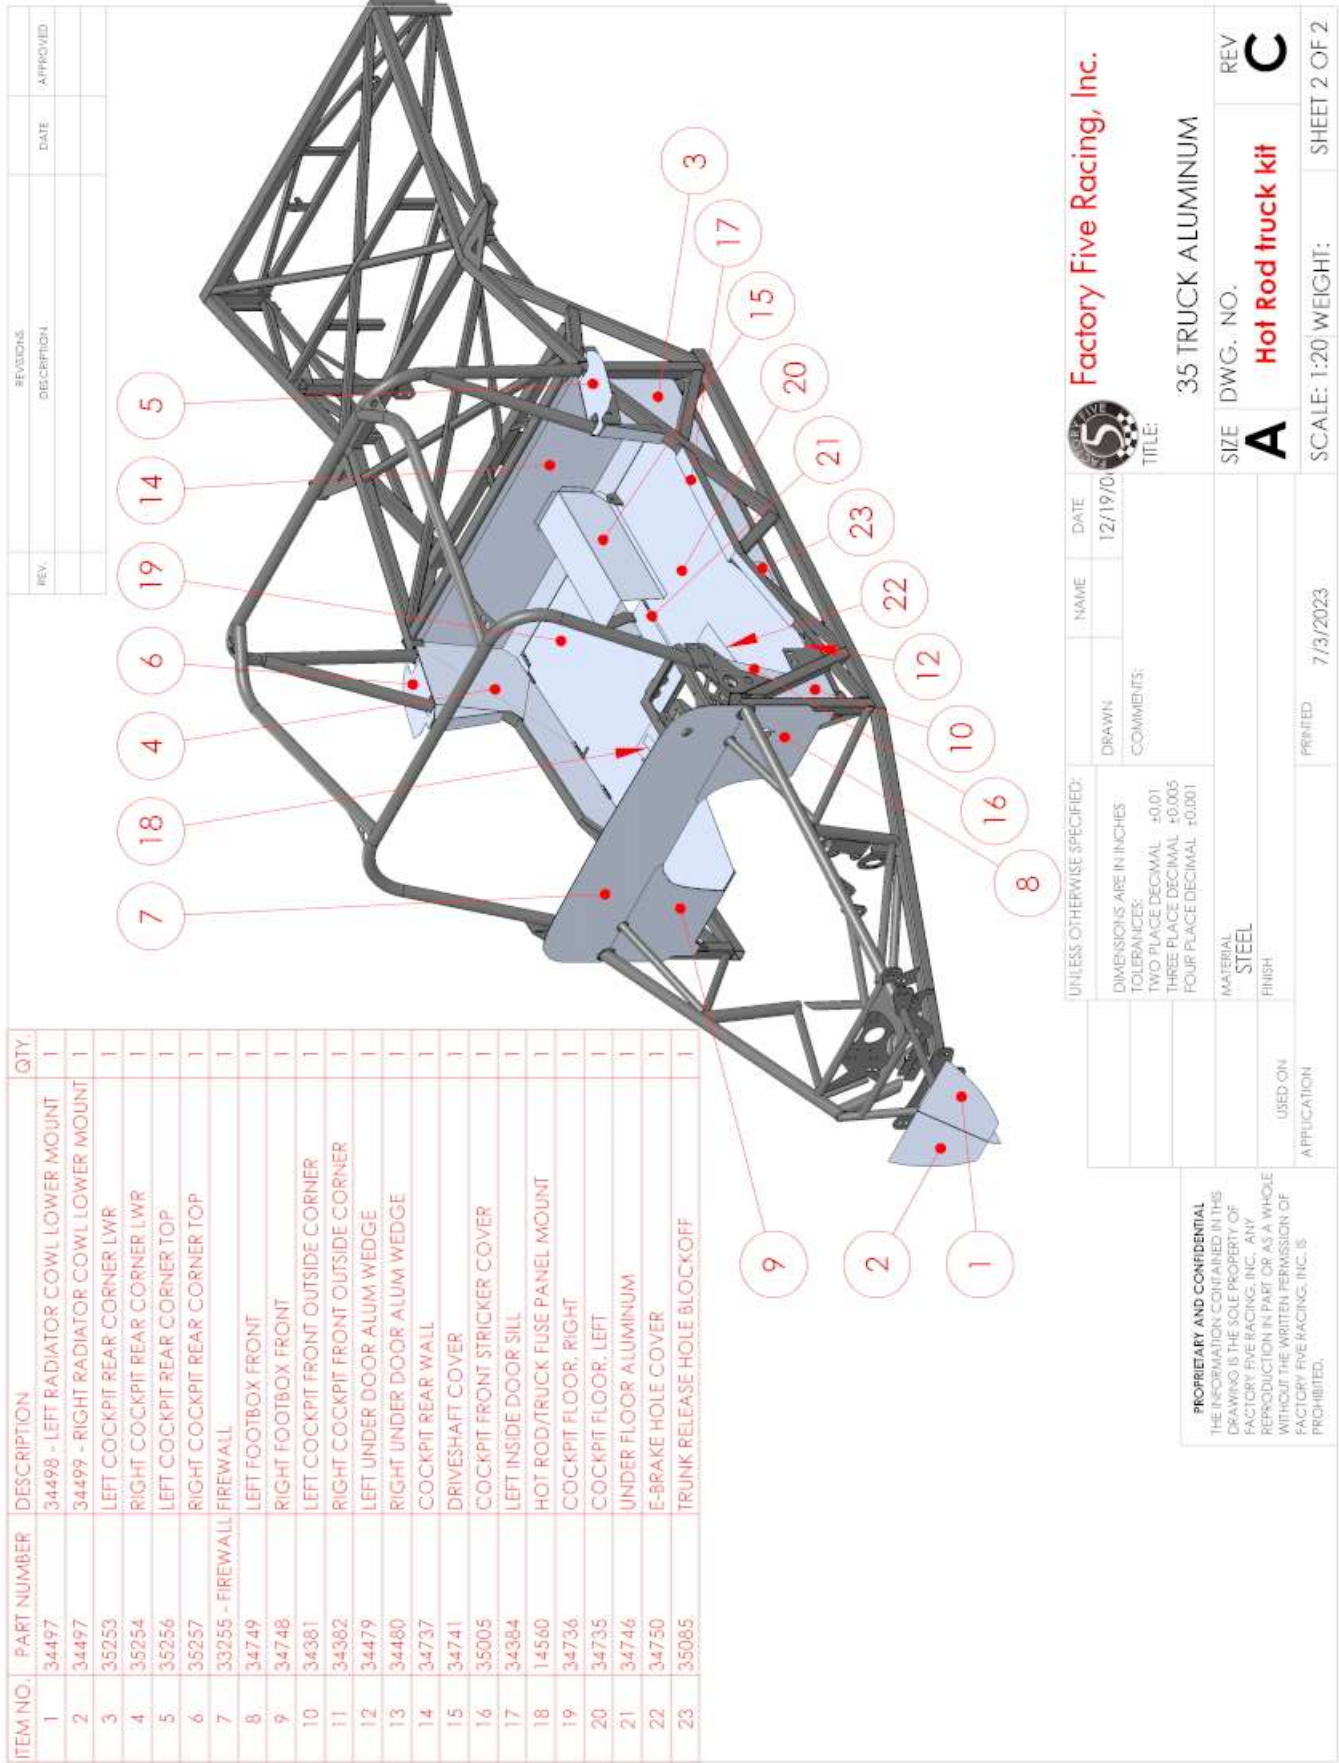 ITEM NO. PART NUMBER DESCRIPTION QTY.
1 34497 34498 - LEFT RADIATOR COWL LOWER MOUNT 1
2 34497 34499 - RIGHT RADIATOR COWL LOWER MOUNT 1
3 35253 LEFT COCKPIT REAR CORNER LWR 1
4 35254 RIGHT COCKPIT REAR CORNER LWR 1
5 35256 LEFT COCKPIT REAR CORNER TOP 1
6 35257 RIGHT COCKPIT REAR CORNER TOP 1
7 33255 - FIREWALL FIREWALL 1
8 34749 LEFT FOOTBOX FRONT 1
9 34748 RIGHT FOOTBOX FRONT 1
10 34381 LEFT COCKPIT FRONT OUTSIDE CORNER 1
11 34382 RIGHT COCKPIT FRONT OUTSIDE CORNER 1
12 34479 LEFT UNDER DOOR ALUM WEDGE 1
13 34480 RIGHT UNDER DOOR ALUM WEDGE 1
14 34737 COCKPIT REAR WALL 1
15 34741 DRIVESHAFT COVER 1
16 35005 COCKPIT FRONT STRICKER COVER 1
17 34384 LEFT INSIDE DOOR SILL 1
18 14560 HOT ROD/TRUCK FUSE PANEL MOUNT 1
19 34736 COCKPIT FLOOR, RIGHT 1
20 34735 COCKPIT FLOOR, LEFT 1
21 34746 UNDER FLOOR ALUMINUM 1
22 34750 E-BRAKE HOLE COVER 1
23 35085 TRUNK RELEASE HOLE BLOCKOFF 1
REVISIONS
REV. DESCRIPTION DATE APPROVED
7
18
4
6
19
14
5
3
17
15
20
21
23
22
12
10
16
8
9
2
1
PROPRIETARY AND CONFIDENTIAL
THE INFORMATION CONTAINED IN THIS
DRAWING IS THE SOLE PROPERTY OF
FACTORY FIVE RACING, INC. ANY
REPRODUCTION IN PART OR AS A WHOLE
WITHOUT THE WRITTEN PERMISSION OF
FACTORY FIVE RACING, INC. IS
PROHIBITED.
USED ON
APPLICATION
UNLESS OTHERWISE SPECIFIED:
DIMENSIONS ARE IN INCHES
TOLERANCES:
TWO PLACE DECIMAL ±0.01
THREE PLACE DECIMAL ±0.005
FOUR PLACE DECIMAL ±0.001
MATERIAL
STEEL
FINISH
PRINTED 7/3/2023
NAME DATE
DRAWN 12/19/0
COMMENTS:
FACTORY FIVE
5
Factory Five Racing, Inc.
TITLE:
35 TRUCK ALUMINUM
SIZE DWG. NO. REV
A Hot Rod truck kit C
SCALE: 1:20 WEIGHT: SHEET 2 OF 2